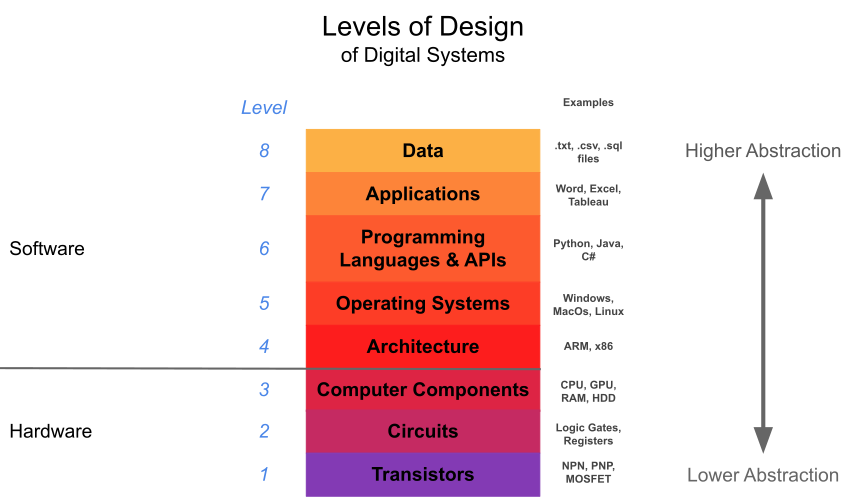 Levels of Design
of Digital Systems
Level
Examples
8
Data
.txt, .csv, .sql
files
Higher Abstraction
7
Applications
Word, Excel,
Tableau
Software
6
Programming
Languages & APIs
Python, Java,
C#
5
Operating Systems
Windows,
MacOs, Linux
4
Architecture
ARM, x86
3
Computer Components
CPU, GPU,
RAM, HDD
Hardware
2
Circuits
Logic Gates,
Registers
1
Transistors
NPN, PNP,
MOSFET
Lower Abstraction